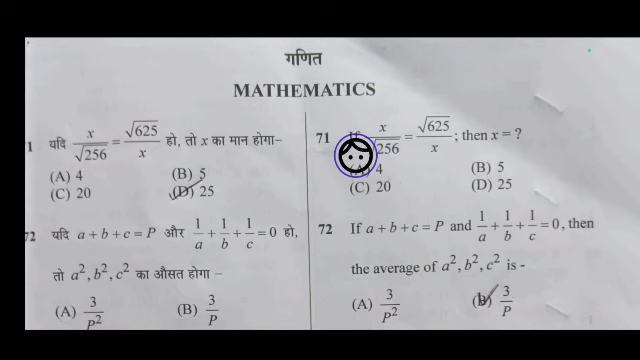 गणित
MATHEMATICS
71 यदि x/√256 = √625/x हो, तो x का मान होगा–
(A) 4 (B) 5
(C) 20 (D) 25
72 यदि a + b + c = P और 1/a + 1/b + 1/c = 0 हो,
तो a², b², c² का औसत होगा –
(A) 3/P² (B) 3/P
71 If x/√256 = √625/x ; then x = ?
(A) 4 (B) 5
(C) 20 (D) 25
72 If a + b + c = P and 1/a + 1/b + 1/c = 0, then
the average of a², b², c² is -
(A) 3/P² (B) 3/P